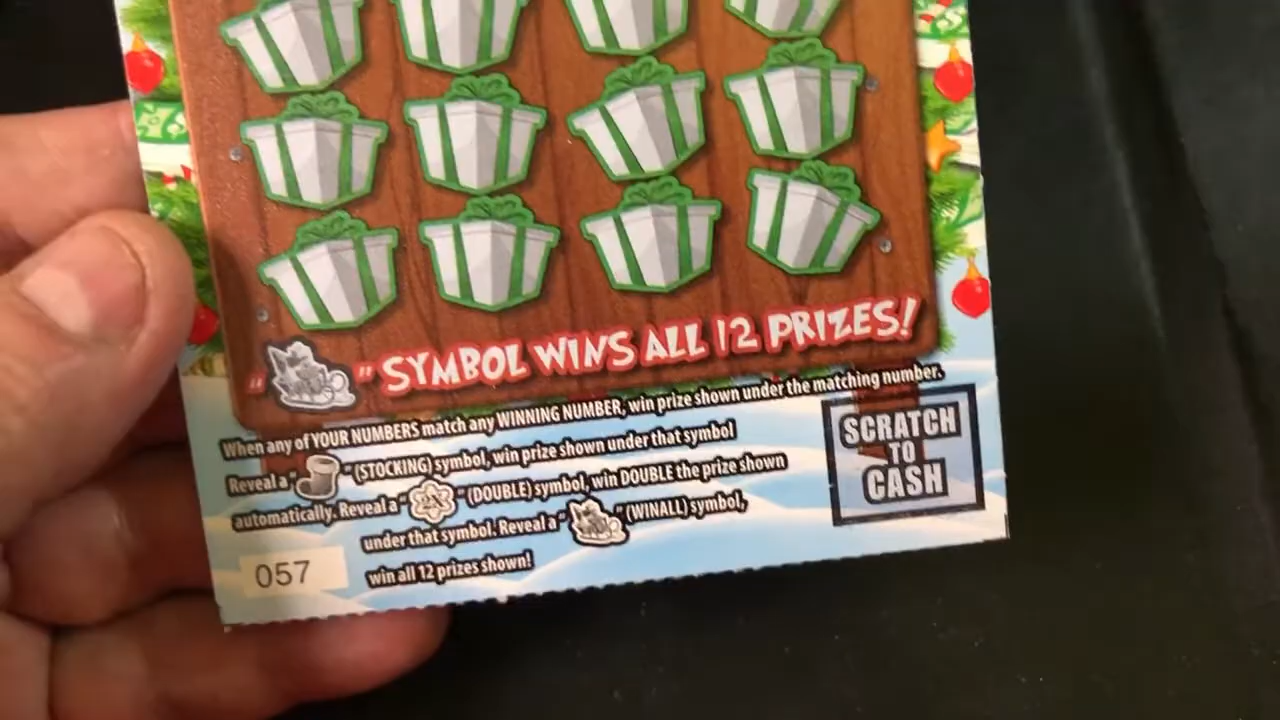 " " SYMBOL WINS ALL 12 PRIZES!
When any of YOUR NUMBERS match any WINNING NUMBER, win prize shown under the matching number.
Reveal a " " (STOCKING) symbol, win prize shown under that symbol
automatically. Reveal a " " (DOUBLE) symbol, win DOUBLE the prize shown
under that symbol. Reveal a " " (WINALL) symbol,
win all 12 prizes shown!
057
SCRATCH
TO
CASH